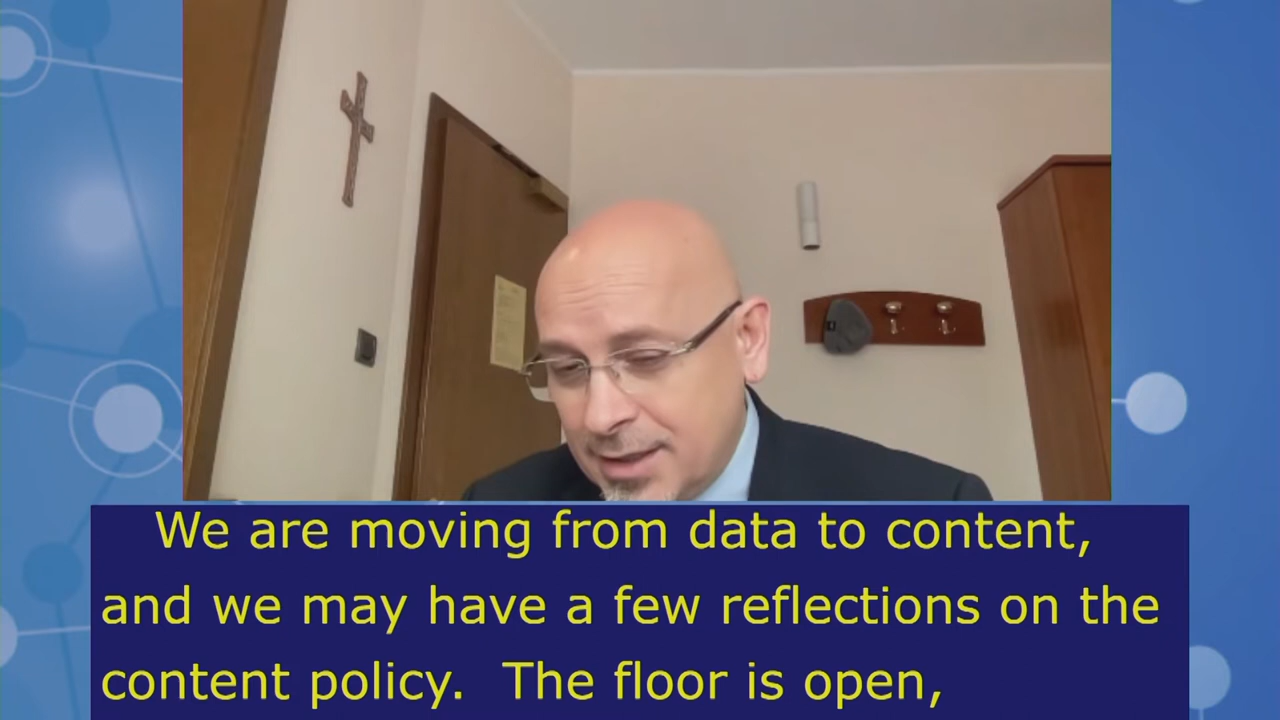 We are moving from data to content,
and we may have a few reflections on the
content policy.  The floor is open,